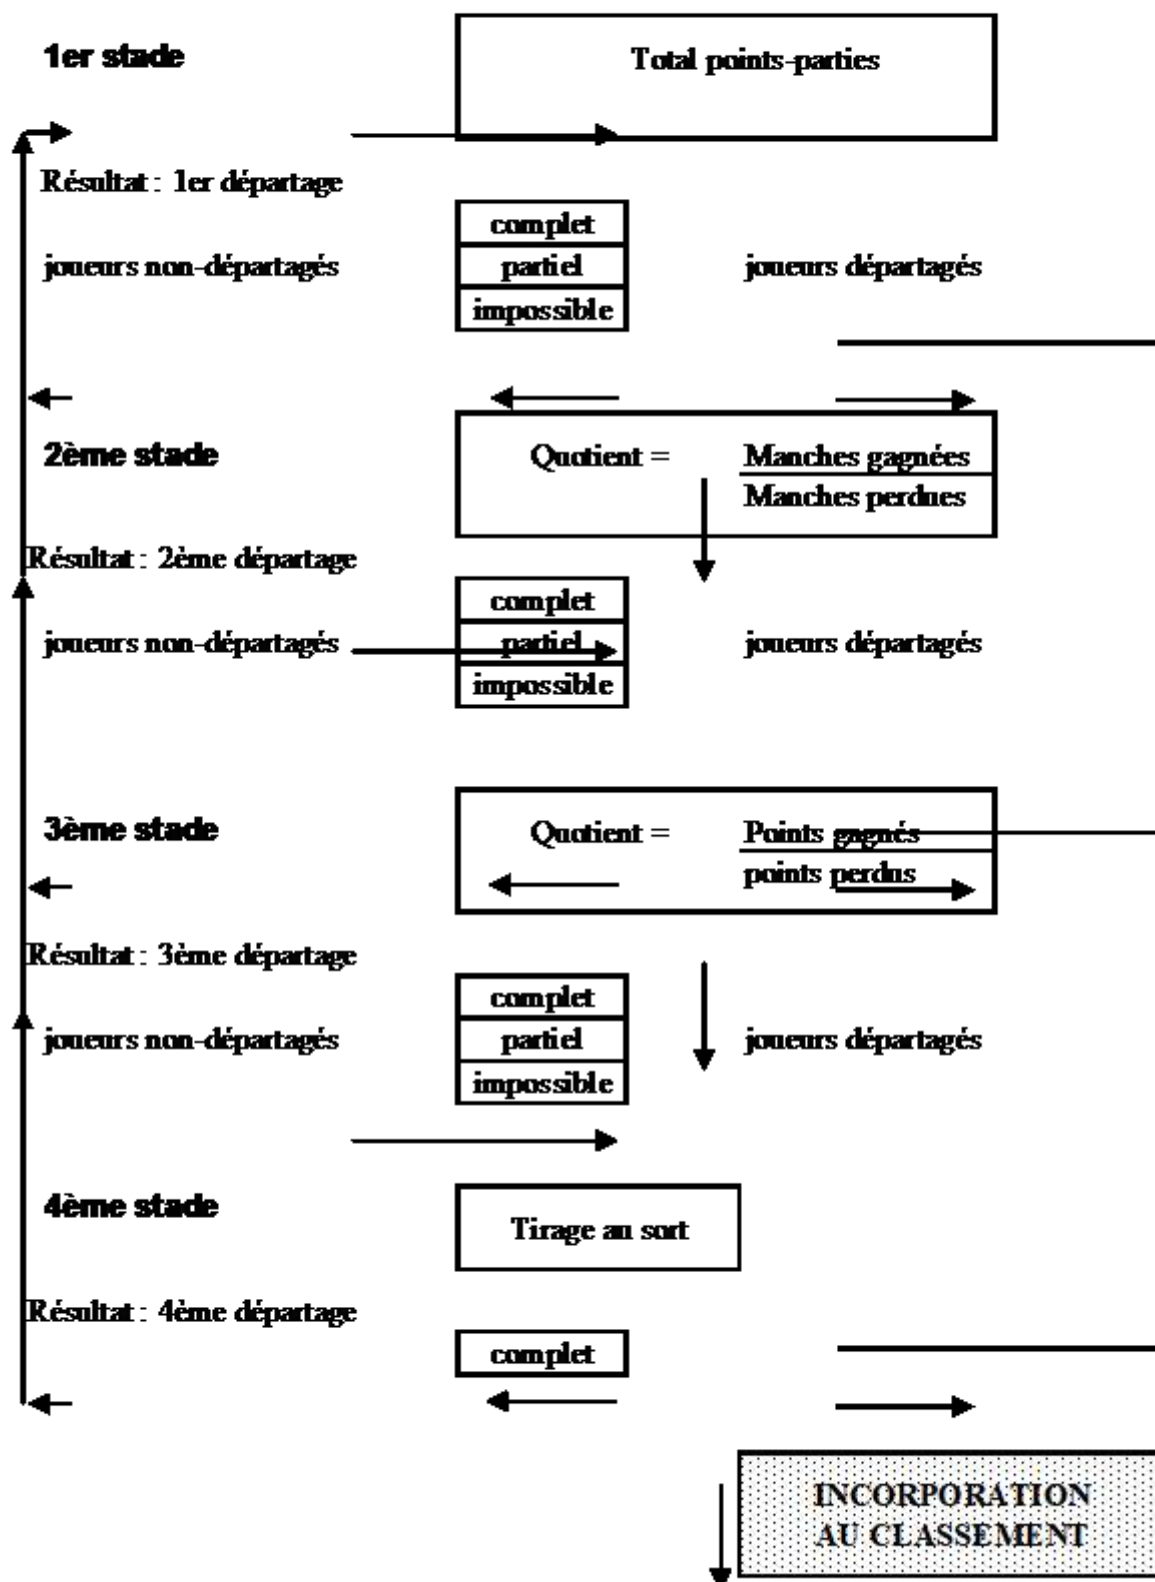 1er stade
Total points-parties
Résultat : 1er départage
complet
joueurs non-départagés
partiel
joueurs départagés
impossible
2ème stade
Quotient =
Manches gagnées
Manches perdues
Résultat : 2ème départage
complet
joueurs non-départagés
partiel
joueurs départagés
impossible
3ème stade
Quotient =
Points gagnés
points perdus
Résultat : 3ème départage
complet
joueurs non-départagés
partiel
joueurs départagés
impossible
4ème stade
Tirage au sort
Résultat : 4ème départage
complet
INCORPORATION
AU CLASSEMENT